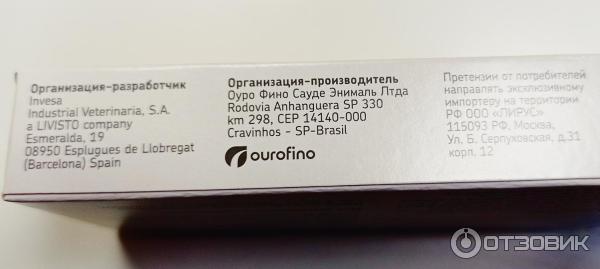 Организация-разработчик
Invesa
Industrial Veterinaria, S.A.
a LIVISTO company
Esmeralda, 19
08950 Esplugues de Llobregat
(Barcelona) Spain
Организация-производитель
Оуро Фино Сауде Энималь Лтда
Rodovia Anhanguera SP 330
km 298, CEP 14140-000
Cravinhos - SP-Brasil
ourofino
Претензии от потребителей
направлять эксклюзивному
импортеру на территории
РФ ООО «ЛИРУС»
115093 РФ, Москва,
Ул. Б. Серпуховская, д.31
корп. 12
ОТЗОВИК